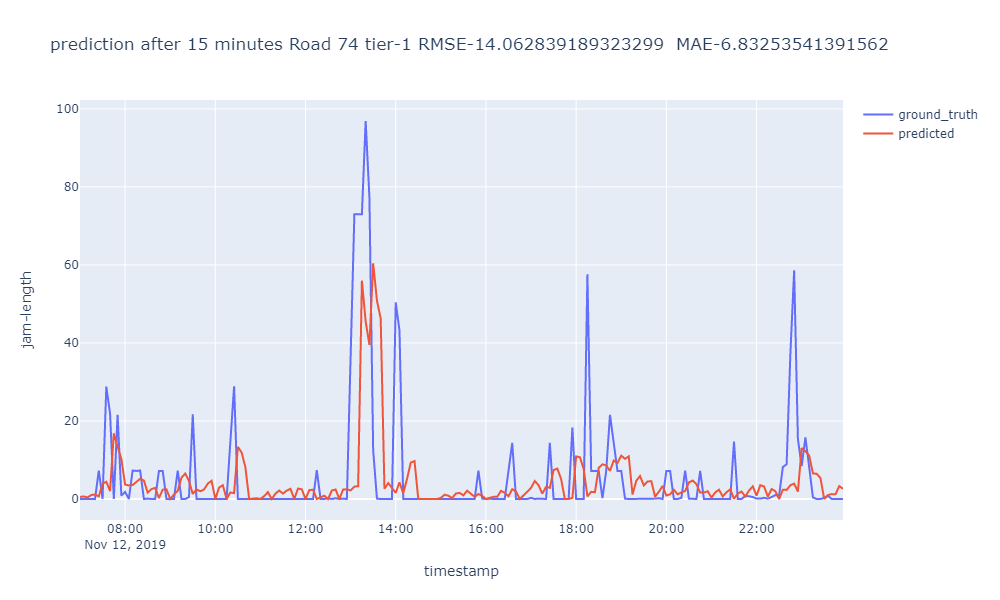 prediction after 15 minutes Road 74 tier-1 RMSE-14.062839189323299  MAE-6.83253541391562
ground_truth
predicted
jam-length
100
80
60
40
20
0
08:00 10:00 12:00 14:00 16:00 18:00 20:00 22:00
Nov 12, 2019
timestamp